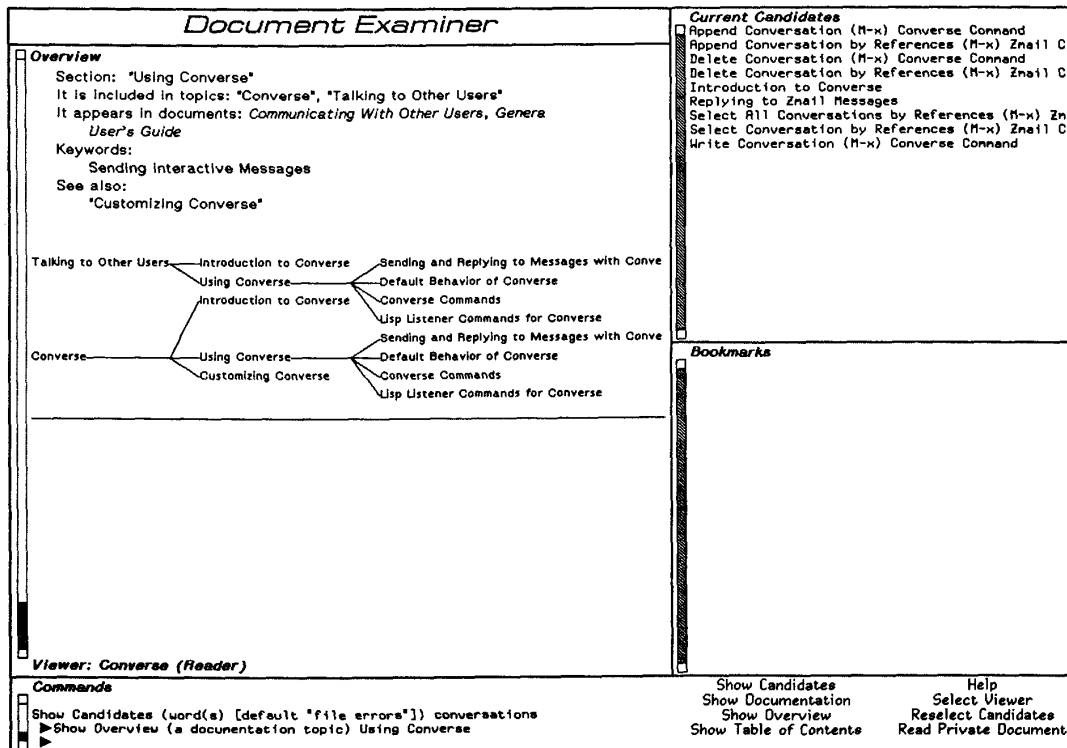 Document Examiner
Overview
Section: "Using Converse"
It is included in topics: "Converse", "Talking to Other Users"
It appears in documents: Communicating With Other Users, Genera
User's Guide
Keywords:
Sending Interactive Messages
See also:
"Customizing Converse"
Talking to Other Users
Introduction to Converse
Using Converse
Sending and Replying to Messages with Conve
Default Behavior of Converse
Converse Commands
Lisp Listener Commands for Converse
Converse
Introduction to Converse
Using Converse
Customizing Converse
Sending and Replying to Messages with Conve
Default Behavior of Converse
Converse Commands
Lisp Listener Commands for Converse
Viewer: Converse (Reader)
Current Candidates
Append Conversation (M-x) Converse Command
Append Conversation by References (M-x) Zmail C
Delete Conversation (M-x) Converse Command
Delete Conversation by References (M-x) Zmail C
Introduction to Converse
Replying to Zmail Messages
Select All Conversations by References (M-x) Zm
Select Conversation by References (M-x) Zmail C
Write Conversation (M-x) Converse Command
Bookmarks
Commands
Show Candidates (word(s) [default "file errors"]) conversations
Show Overview (a documentation topic) Using Converse
Show Candidates Help
Show Documentation Select Viewer
Show Overview Reselect Candidates
Show Table of Contents Read Private Document